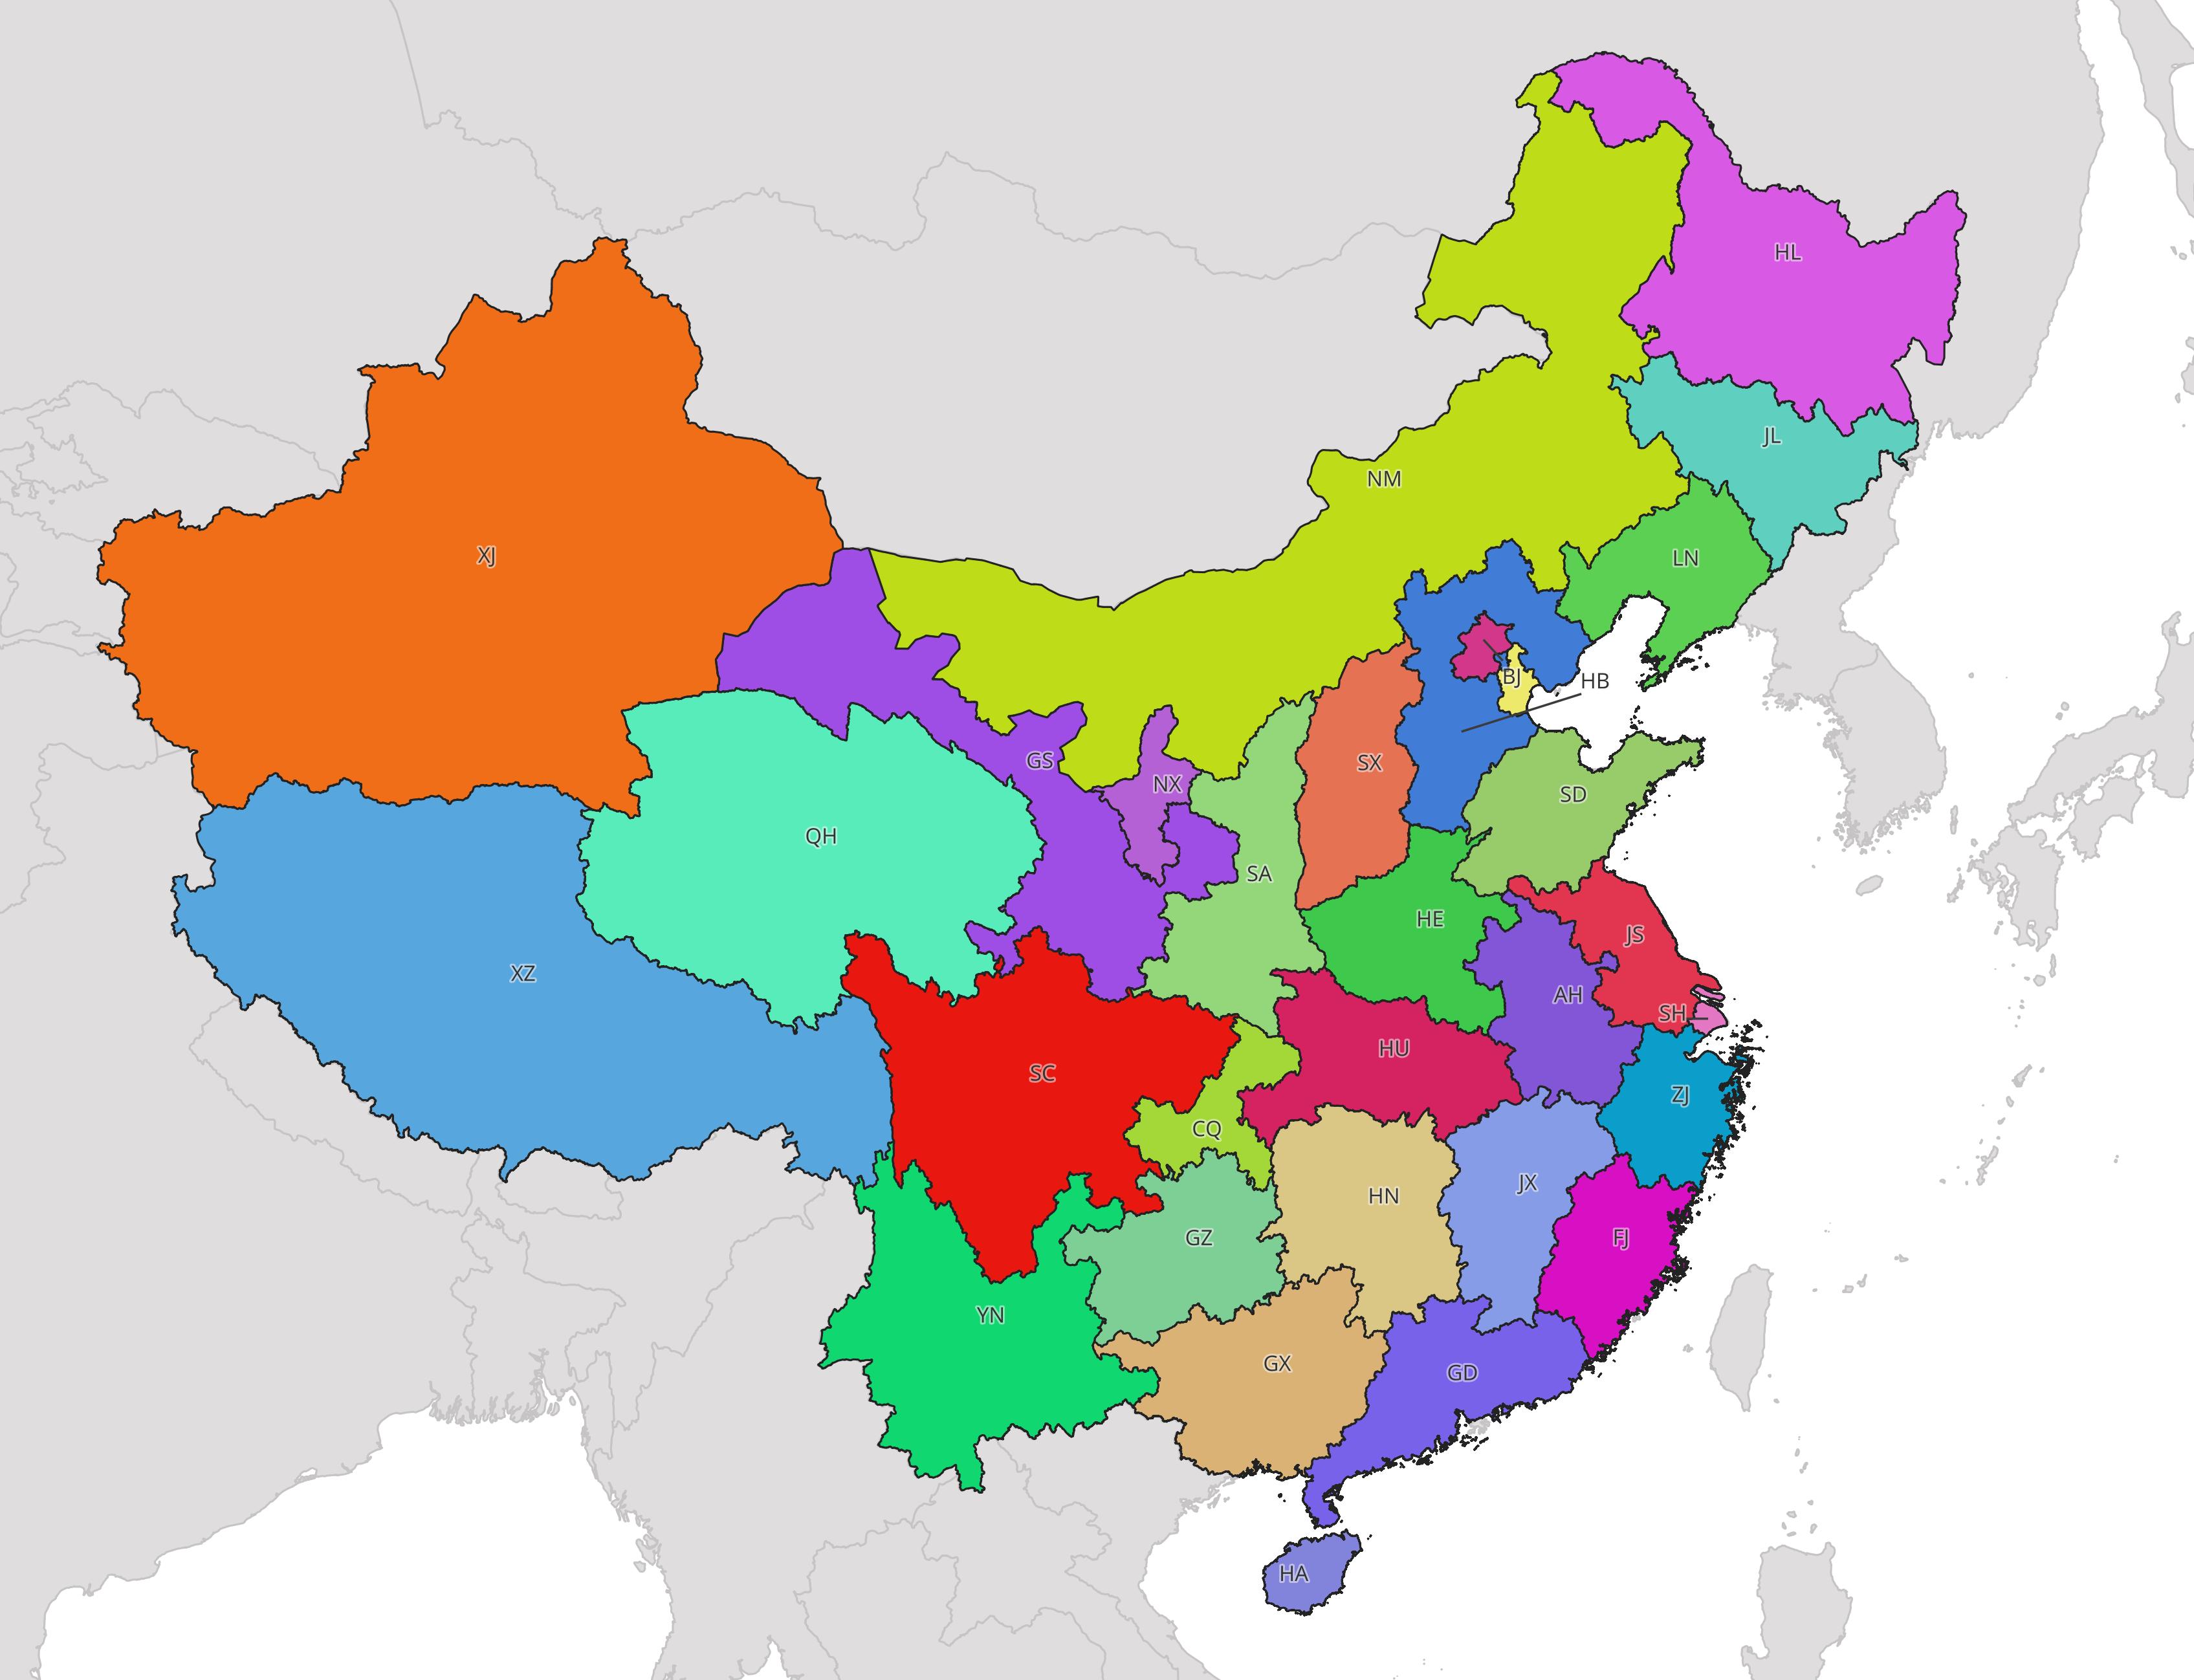 HL
JL
NM
LN
XJ
BJ
HB
GS
SX
NX
SD
QH
SA
HE
JS
XZ
AH
SH
HU
SC
ZJ
CQ
JX
HN
GZ
FJ
YN
GX
GD
HA